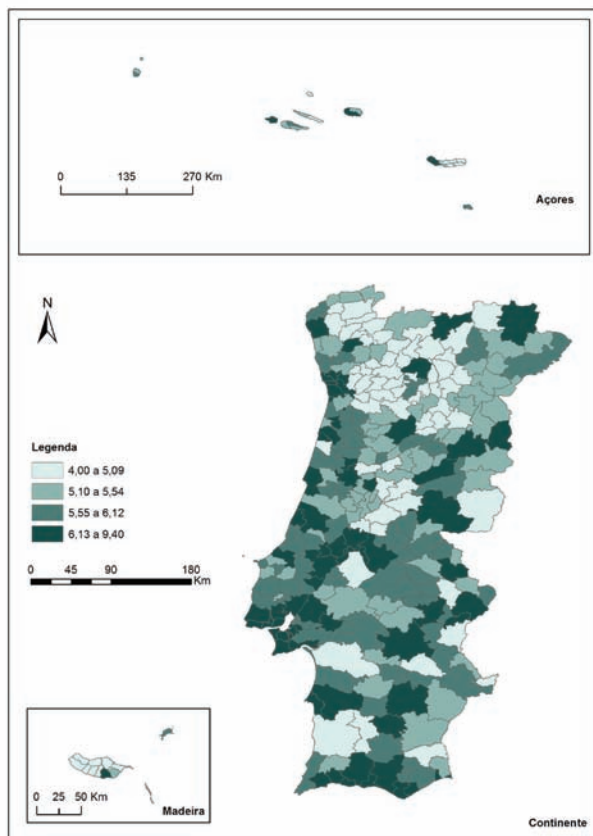 0 135 270 Km
Açores
N
Legenda
4,00 a 5,09
5,10 a 5,54
5,55 a 6,12
6,13 a 9,40
0 45 90 180
Km
0 25 50 Km
Madeira
Continente